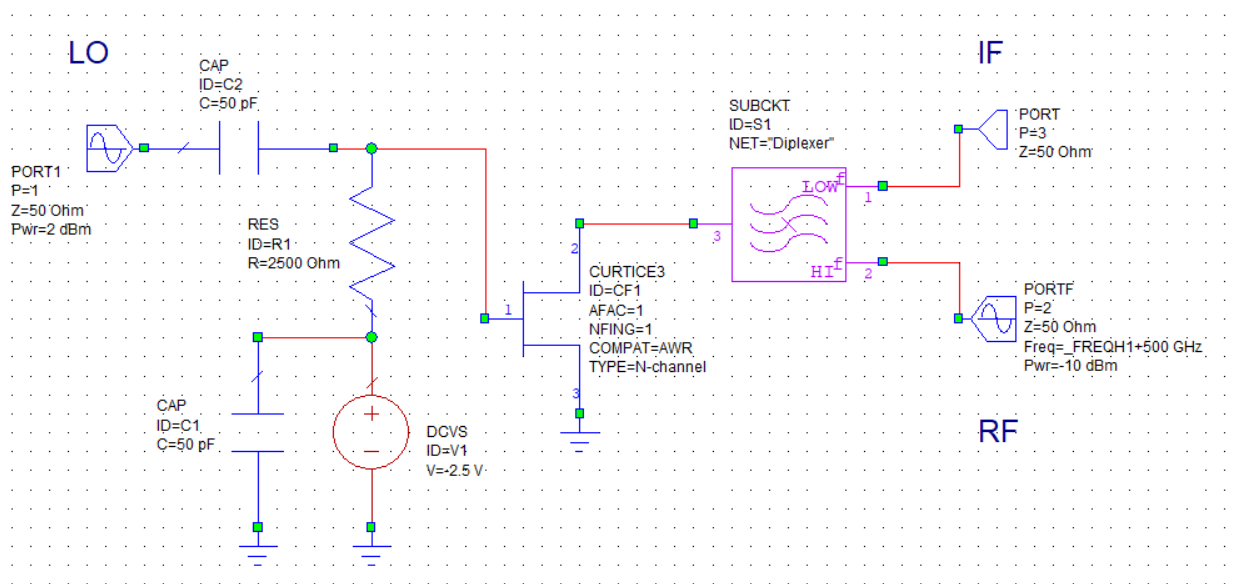 LO
IF
CAP
ID=C2
C=50 pF
SUBCKT
ID=S1
NET="Diplexer"
PORT
P=3
Z=50 Ohm
PORT1
P=1
Z=50 Ohm
Pwr=2 dBm
LOW
f
1
3
HI
f
2
RES
ID=R1
R=2500 Ohm
2
1
3
CURTICE3
ID=CF1
AFAC=1
NFING=1
COMPAT=AWR
TYPE=N-channel
PORTF
P=2
Z=50 Ohm
Freq=_FREQH1+500 GHz
Pwr=-10 dBm
CAP
ID=C1
C=50 pF
DCVS
ID=V1
V=-2.5 V
RF